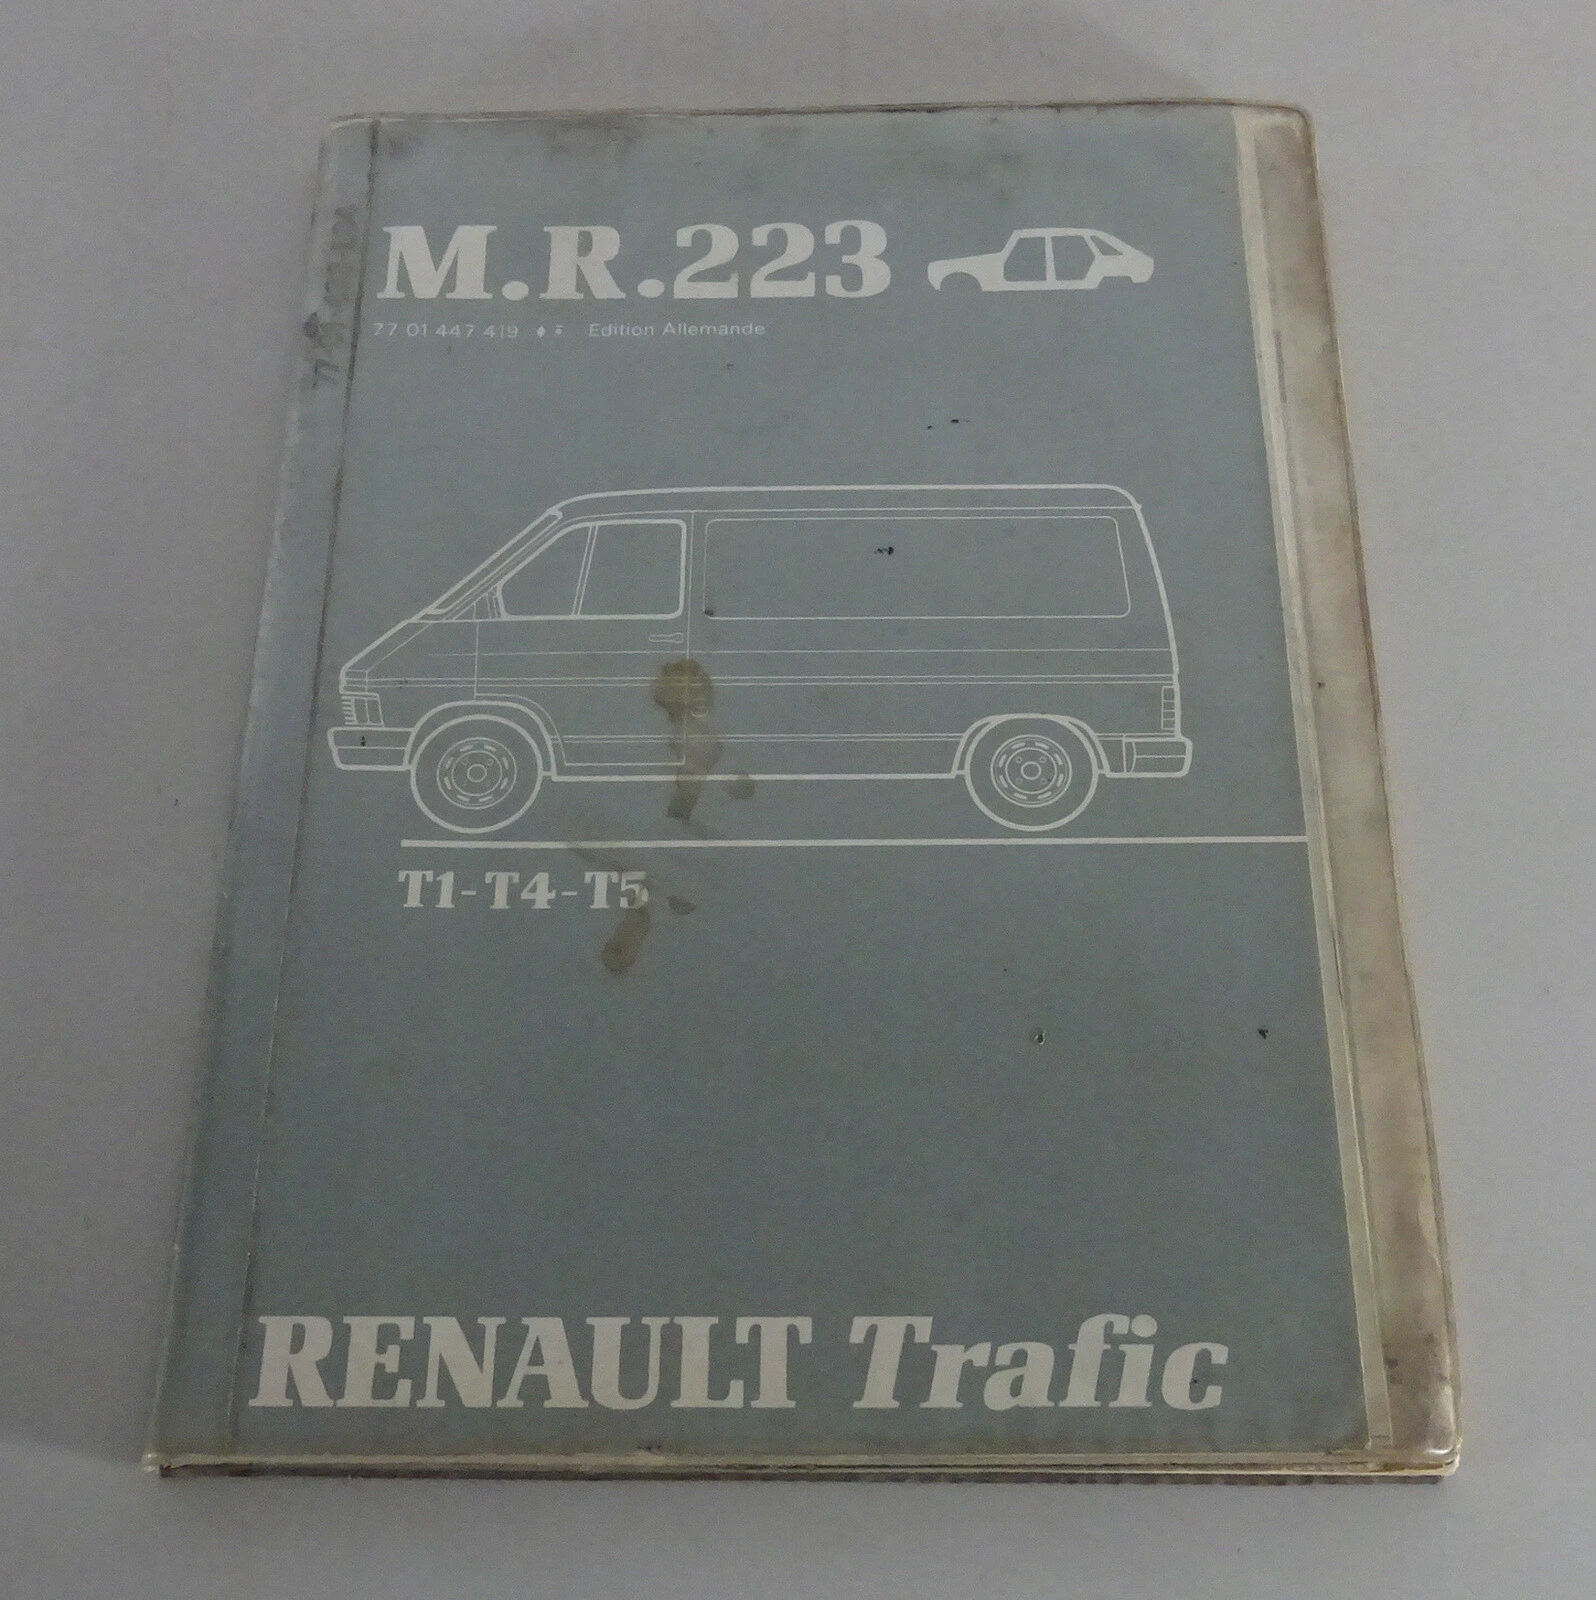 M.R.223
77 01 447 419 Edition Allemande
T1-T4-T5
RENAULT Trafic